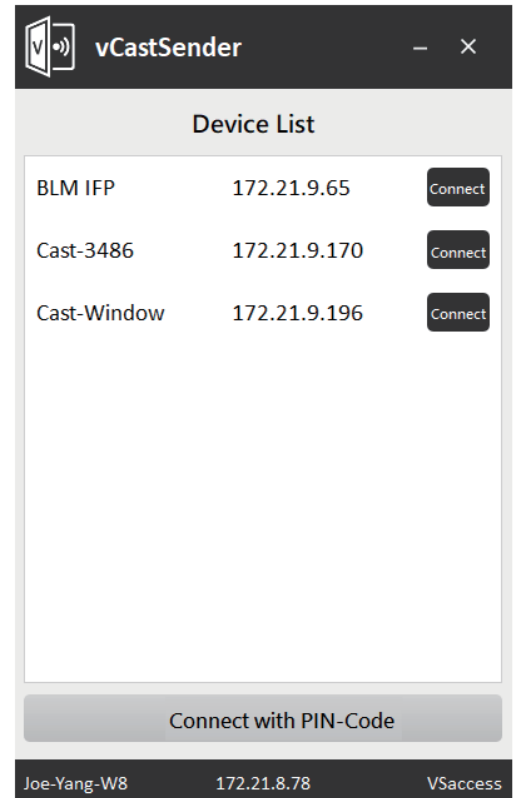 V vCastSender
Device List
BLM IFP 172.21.9.65 Connect
Cast-3486 172.21.9.170 Connect
Cast-Window 172.21.9.196 Connect
Connect with PIN-Code
Joe-Yang-W8 172.21.8.78 VSaccess